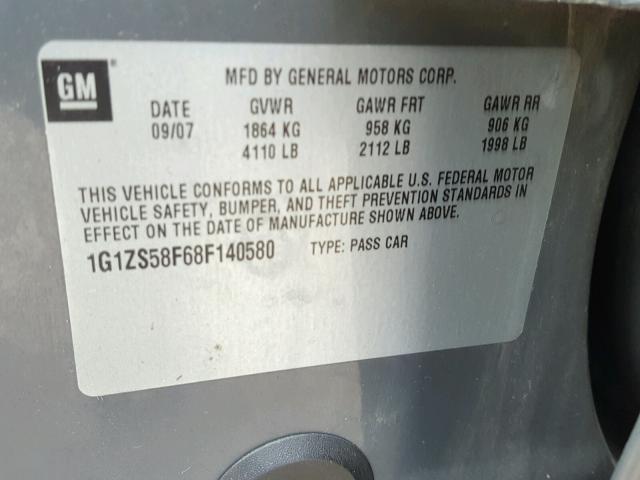 GM®
MFD BY GENERAL MOTORS CORP.
DATE GVWR GAWR FRT GAWR RR
09/07 1864 KG 958 KG 906 KG
4110 LB 2112 LB 1998 LB
THIS VEHICLE CONFORMS TO ALL APPLICABLE U.S. FEDERAL MOTOR
VEHICLE SAFETY, BUMPER, AND THEFT PREVENTION STANDARDS IN
EFFECT ON THE DATE OF MANUFACTURE SHOWN ABOVE.
1G1ZS58F68F140580 TYPE: PASS CAR